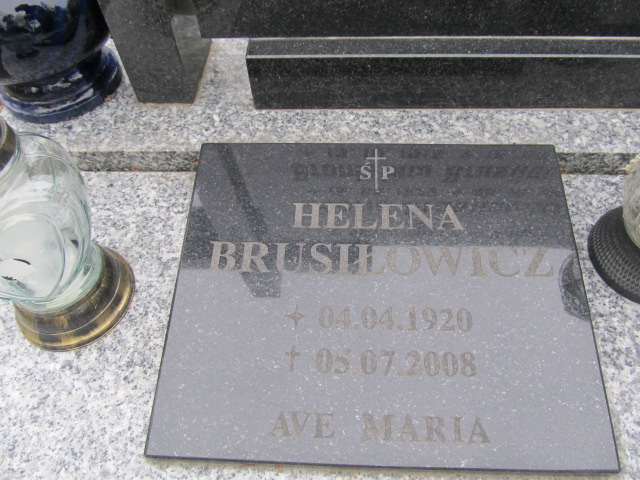 Ś P
HELENA
BRUSIŁOWICZ
04.04.1920
05.07.2008
AVE MARIA